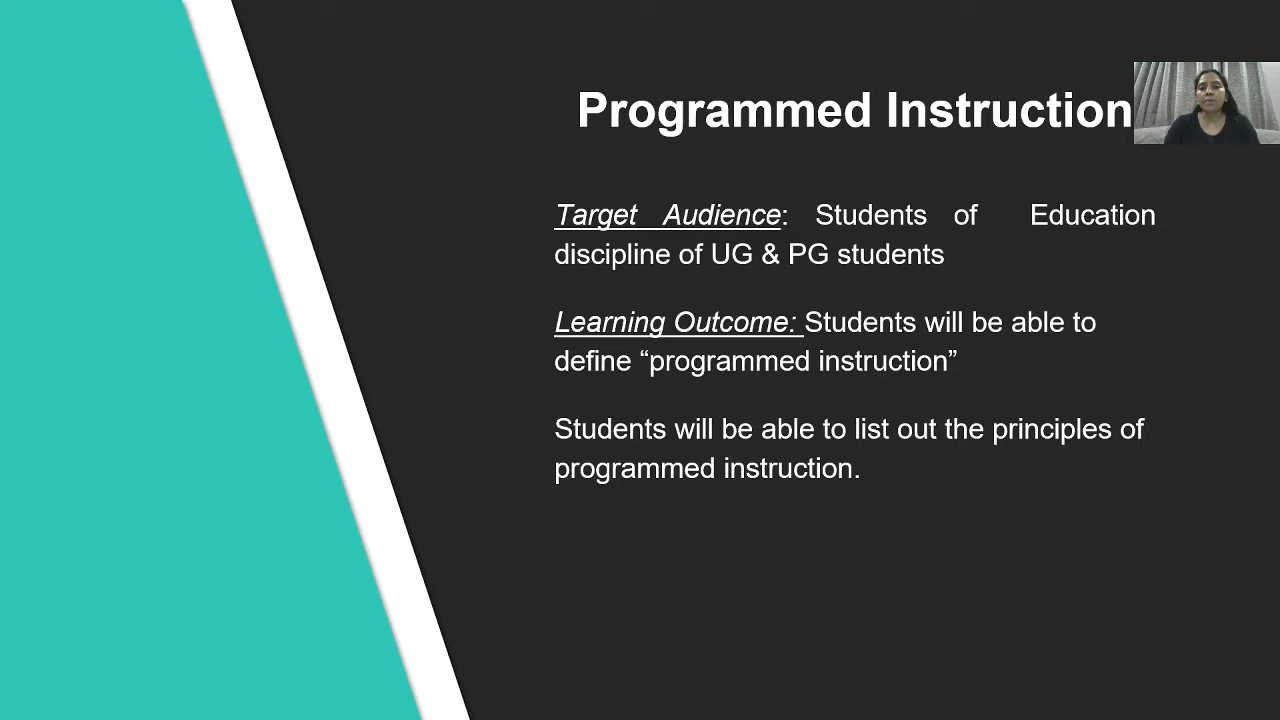 Programmed Instruction
Target Audience: Students of Education
discipline of UG & PG students
Learning Outcome: Students will be able to
define “programmed instruction”
Students will be able to list out the principles of
programmed instruction.